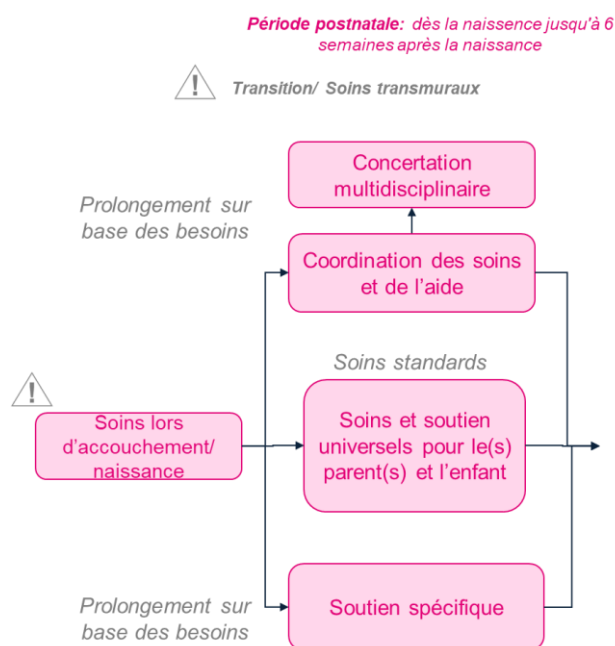 Période postnatale: dès la naissence jusqu'à 6
semaines après la naissance
! Transition/ Soins transmuraux
Concertation
multidisciplinaire
Prolongement sur
base des besoins
Coordination des soins
et de l'aide
Soins standards
!
Soins lors
d'accouchement/
naissance
Soins et soutien
universels pour le(s)
parent(s) et l'enfant
Prolongement sur
base des besoins
Soutien spécifique